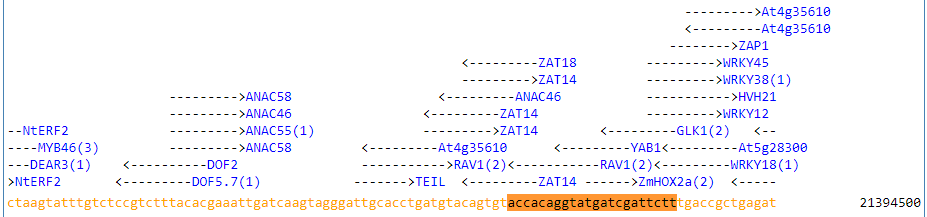 --------->At4g35610
<---------At4g35610
-------->ZAP1
<---------ZAT18 --------->WRKY45
--------->ZAT14 --------->WRKY38(1)
--------->ANAC58 <---------ANAC46 --------->HVH21
--------->ANAC46 <---------ZAT14 --------->WRKY12
--NtERF2 --------->ANAC55(1) --------->ZAT14 <---------GLK1(2) <--
----MYB46(3) --------->ANAC58 <---------At4g35610 <---------YAB1 <---------At5g28300
---DEAR3(1) <---------DOF2 --------->RAV1(1) <---------RAV1(2) <---------WRKY18(1)
>NtERF2 <---------DOF5.7(1) ------->TEIL <---------ZAT14 --------->ZmHOX2a(2) <----
ctaagtatttgtctccgtctttacacgaaattgatcaagtagggattgcacctgatgtacagtgtaccacaggtatgatcgattctttgaccgctgagat 21394500